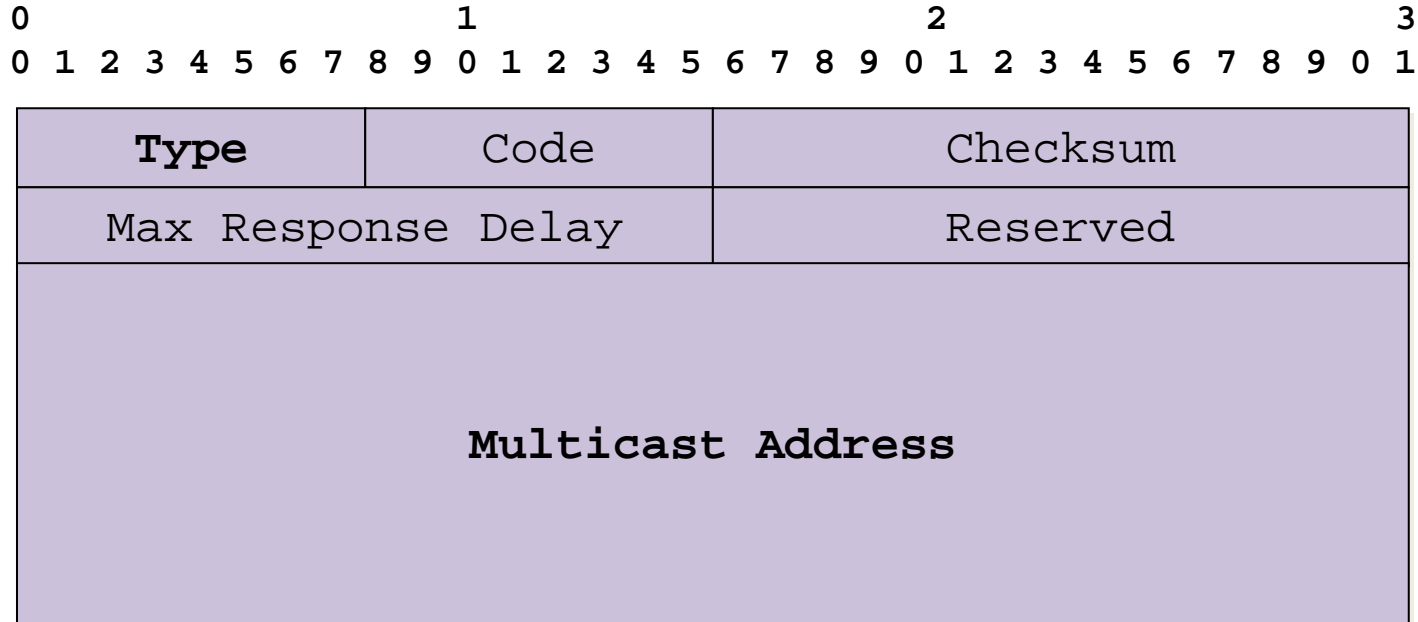 0 1 2 3
0 1 2 3 4 5 6 7 8 9 0 1 2 3 4 5 6 7 8 9 0 1 2 3 4 5 6 7 8 9 0 1
Type Code Checksum
Max Response Delay Reserved
Multicast Address